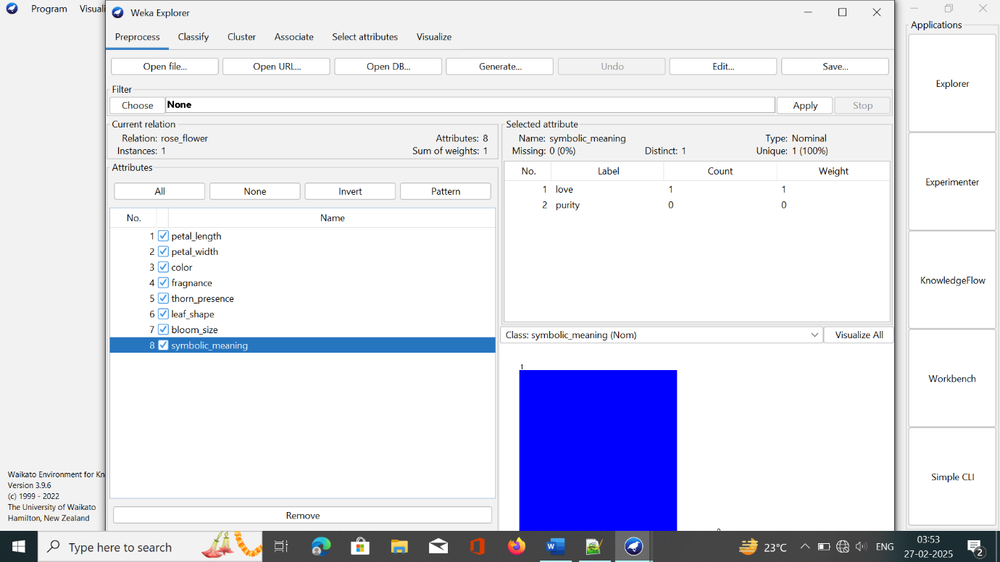 Program Visuali
Weka Explorer
Preprocess Classify Cluster Associate Select attributes Visualize
Open file... Open URL... Open DB... Generate... Undo Edit... Save...
Filter
Choose None Apply Stop
Current relation
Relation: rose_flower Attributes: 8
Instances: 1 Sum of weights: 1
Attributes
All None Invert Pattern
No. Name
1 petal_length
2 petal_width
3 color
4 fragnance
5 thorn_presence
6 leaf_shape
7 bloom_size
8 symbolic_meaning
Remove
Selected attribute
Name: symbolic_meaning Type: Nominal
Missing: 0 (0%) Distinct: 1 Unique: 1 (100%)
No. Label Count Weight
1 love 1 1
2 purity 0 0
Class: symbolic_meaning (Nom) Visualize All
1
Applications
Explorer
Experimenter
KnowledgeFlow
Workbench
Simple CLI
Waikato Environment for Kn
Version 3.9.6
(c) 1999 - 2022
The University of Waikato
Hamilton, New Zealand
Type here to search
23°C ENG
03:53
27-02-2025
2